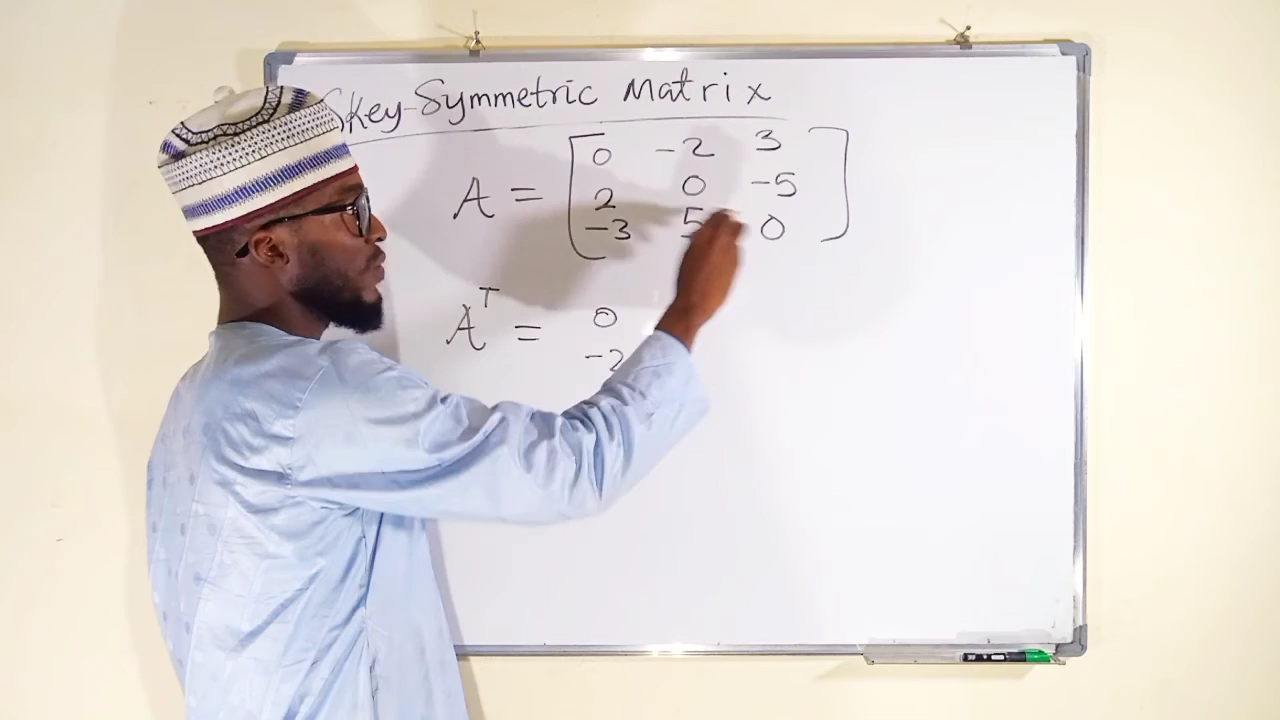 Skey-Symmetric Matrix
0 -2 3
A = 2 0 -5
-3 5 0
Aᵀ = 0
-2